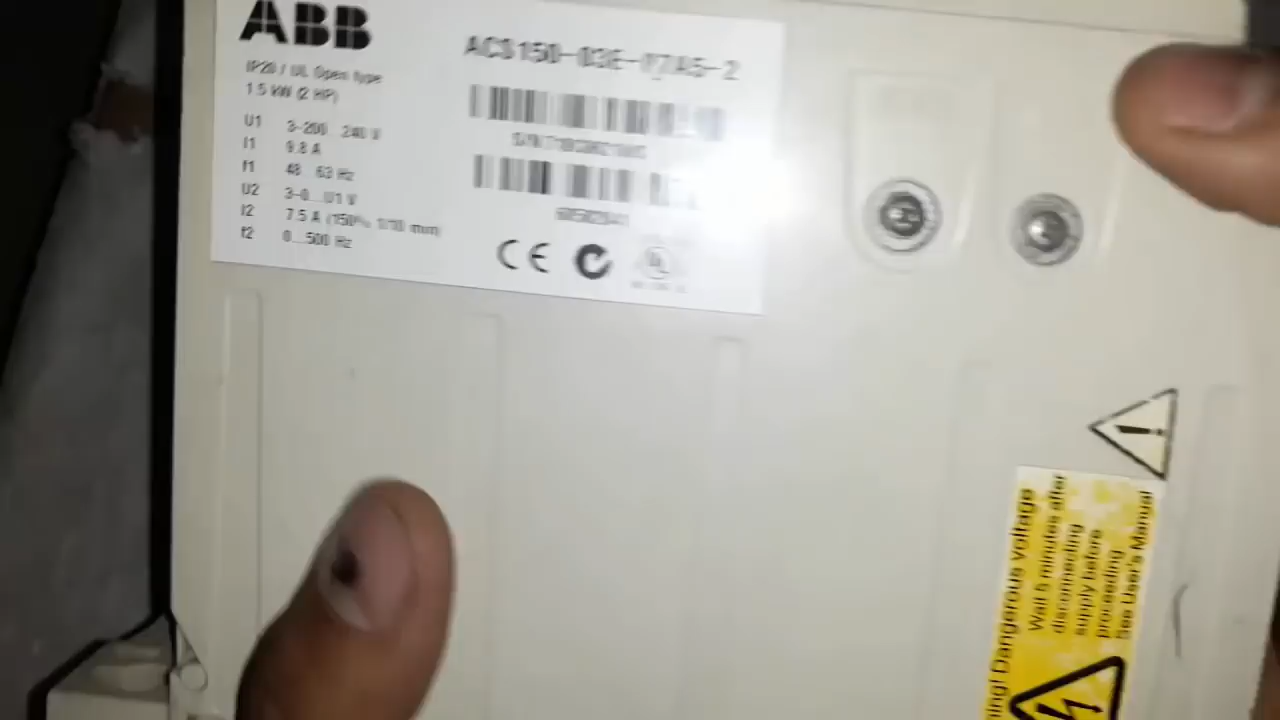 ABB
ACS150-03E-07A5-2
IP20 / UL Open type
1.5 kW (2 HP)
U1 3~200...240 V
I1 9.8 A
f1 48...63 Hz
U2 3~0...U1 V
I2 7.5 A (150% 1/10 min)
f2 0...500 Hz
CE
UL
Dangerous voltage
Wait 5 minutes after
disconnecting
supply before
proceeding
See User's Manual